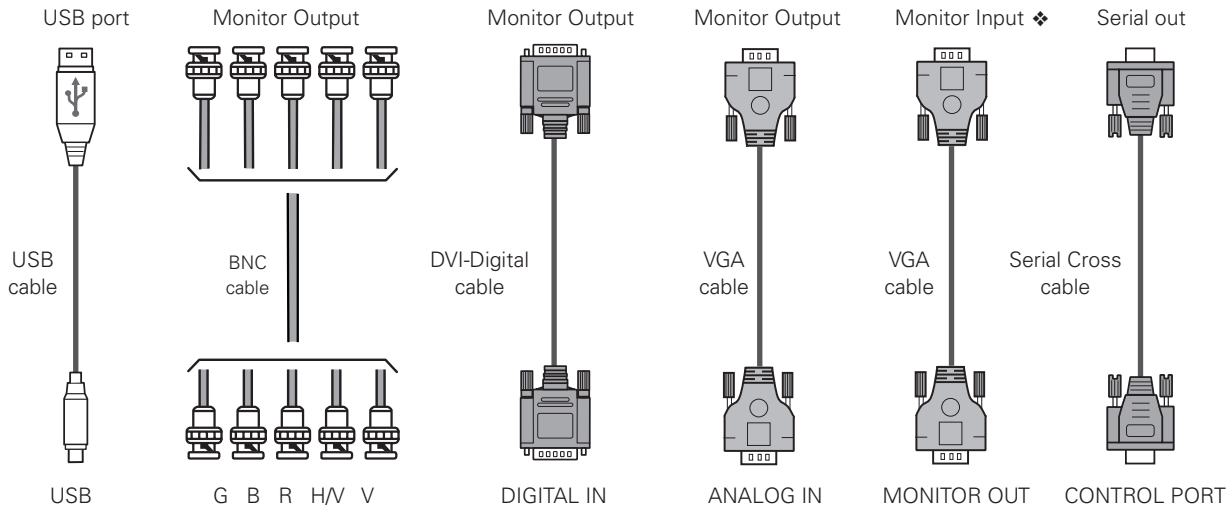 USB port Monitor Output Monitor Output Monitor Output Monitor Input ❖ Serial out
USB
cable
BNC
cable
DVI-Digital
cable
VGA
cable
VGA
cable
Serial Cross
cable
USB G B R H/V V DIGITAL IN ANALOG IN MONITOR OUT CONTROL PORT